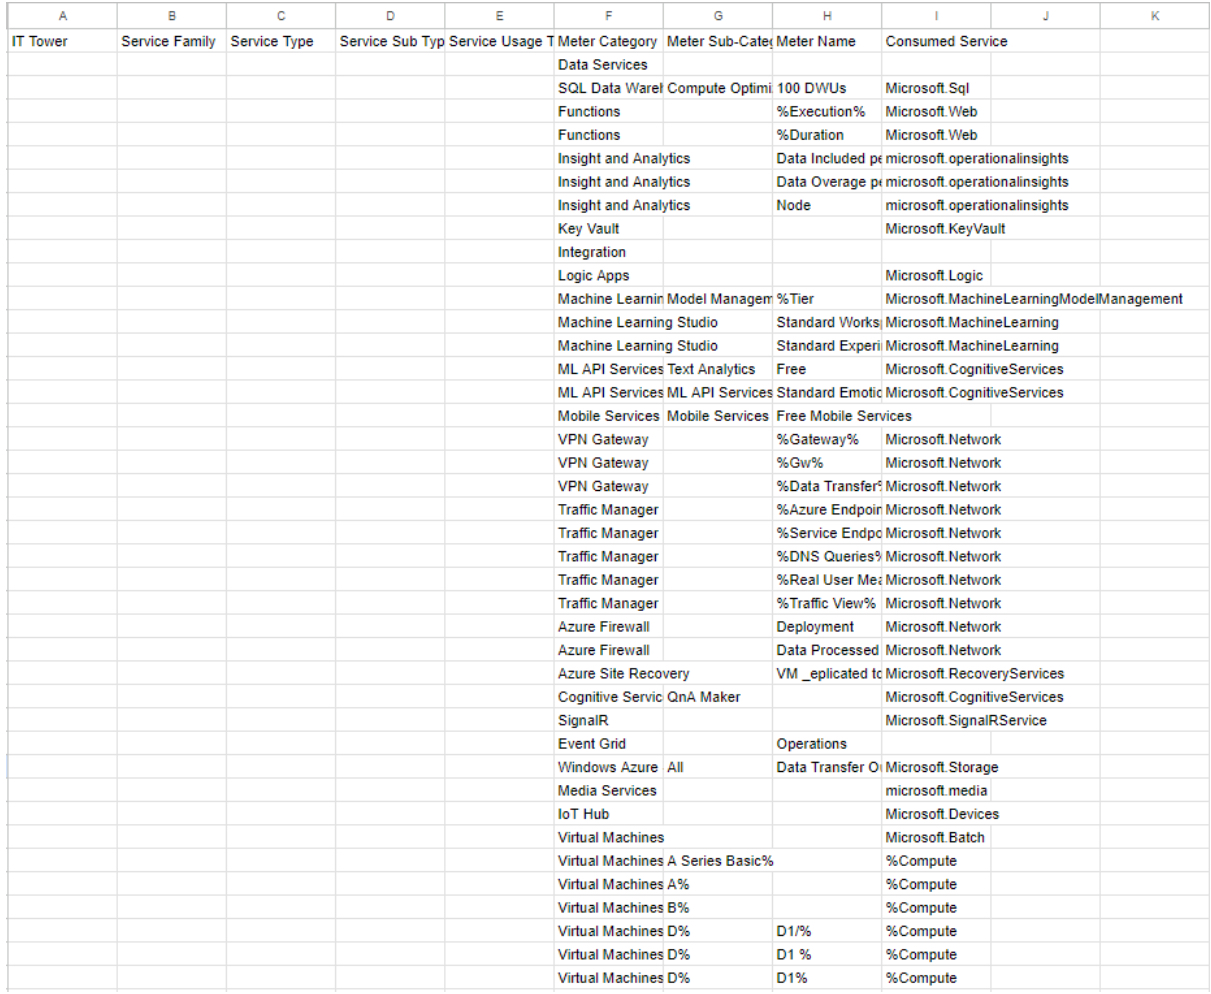 A B C D E F G H I J K
IT Tower Service Family Service Type Service Sub Typ Service Usage T Meter Category Meter Sub-Categ Meter Name Consumed Service
Data Services
SQL Data Wareh Compute Optimi 100 DWUs Microsoft.Sql
Functions %Execution% Microsoft.Web
Functions %Duration% Microsoft.Web
Insight and Analytics Data Included pe microsoft.operationalinsights
Insight and Analytics Data Overage pe microsoft.operationalinsights
Insight and Analytics Node microsoft.operationalinsights
Key Vault Microsoft.KeyVault
Integration
Logic Apps Microsoft.Logic
Machine Learnin Model Managem %Tier Microsoft.MachineLearningModelManagement
Machine Learning Studio Standard Works Microsoft.MachineLearning
Machine Learning Studio Standard Experi Microsoft.MachineLearning
ML API Services Text Analytics Free Microsoft.CognitiveServices
ML API Services ML API Services Standard Emotic Microsoft.CognitiveServices
Mobile Services Mobile Services Free Mobile Services
VPN Gateway %Gateway% Microsoft.Network
VPN Gateway %Gw% Microsoft.Network
VPN Gateway %Data Transfer% Microsoft.Network
Traffic Manager %Azure Endpoin Microsoft.Network
Traffic Manager %Service Endpo Microsoft.Network
Traffic Manager %DNS Queries% Microsoft.Network
Traffic Manager %Real User Mea Microsoft.Network
Traffic Manager %Traffic View% Microsoft.Network
Azure Firewall Deployment Microsoft.Network
Azure Firewall Data Processed Microsoft.Network
Azure Site Recovery VM _eplicated to Microsoft.RecoveryServices
Cognitive Servic QnA Maker Microsoft.CognitiveServices
SignalR Microsoft.SignalRService
Event Grid Operations
Windows Azure All Data Transfer Ou Microsoft.Storage
Media Services microsoft.media
IoT Hub Microsoft.Devices
Virtual Machines Microsoft.Batch
Virtual Machines A Series Basic% %Compute
Virtual Machines A% %Compute
Virtual Machines B% %Compute
Virtual Machines D% D1/% %Compute
Virtual Machines D% D1 % %Compute
Virtual Machines D% D1% %Compute